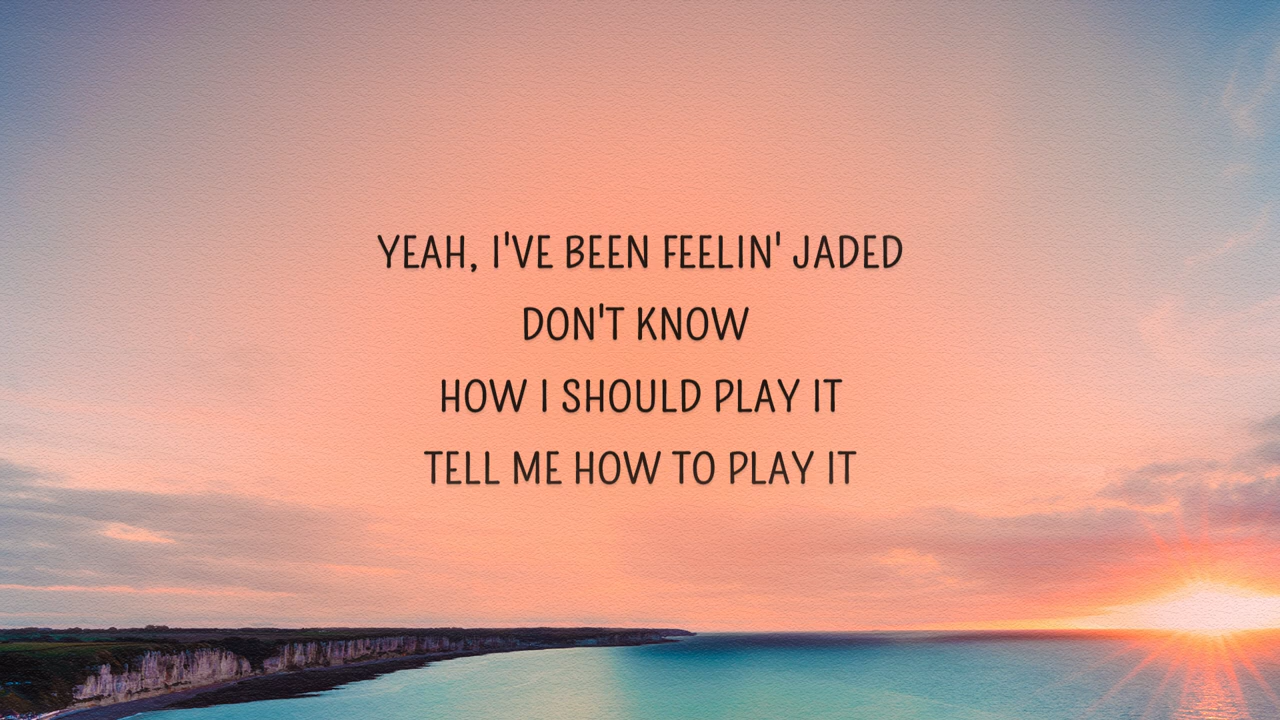 YEAH, I'VE BEEN FEELIN' JADED
DON'T KNOW
HOW I SHOULD PLAY IT
TELL ME HOW TO PLAY IT